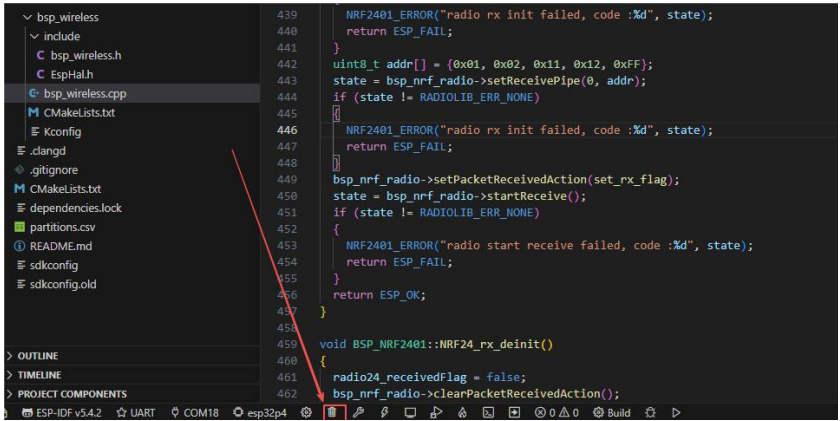 bsp_wireless
include
C bsp_wireless.h
C EspHal.h
bsp_wireless.cpp
M CMakeLists.txt
Kconfig
.clangd
.gitignore
M CMakeLists.txt
dependencies.lock
partitions.csv
README.md
sdkconfig
sdkconfig.old
> OUTLINE
> TIMELINE
> PROJECT COMPONENTS
439 NRF2401_ERROR("radio rx init failed, code :%d", state);
440 return ESP_FAIL;
441 }
442 uint8_t addr[] = {0x01, 0x02, 0x11, 0x12, 0xFF};
443 state = bsp_nrf_radio->setReceivePipe(0, addr);
444 if (state != RADIOLIB_ERR_NONE)
445 {
446 NRF2401_ERROR("radio rx init failed, code :%d", state);
447 return ESP_FAIL;
448 }
449 bsp_nrf_radio->setPacketReceivedAction(set_rx_flag);
450 state = bsp_nrf_radio->startReceive();
451 if (state != RADIOLIB_ERR_NONE)
452 {
453 NRF2401_ERROR("radio start receive failed, code :%d", state);
454 return ESP_FAIL;
455 }
456 return ESP_OK;
457 }
458
459 void BSP_NRF2401::NRF24_rx_deinit()
460 {
461 radio24_receivedFlag = false;
462 bsp_nrf_radio->clearPacketReceivedAction();
ESP-IDF v5.4.2 UART COM18 esp32p4 0 0 Build